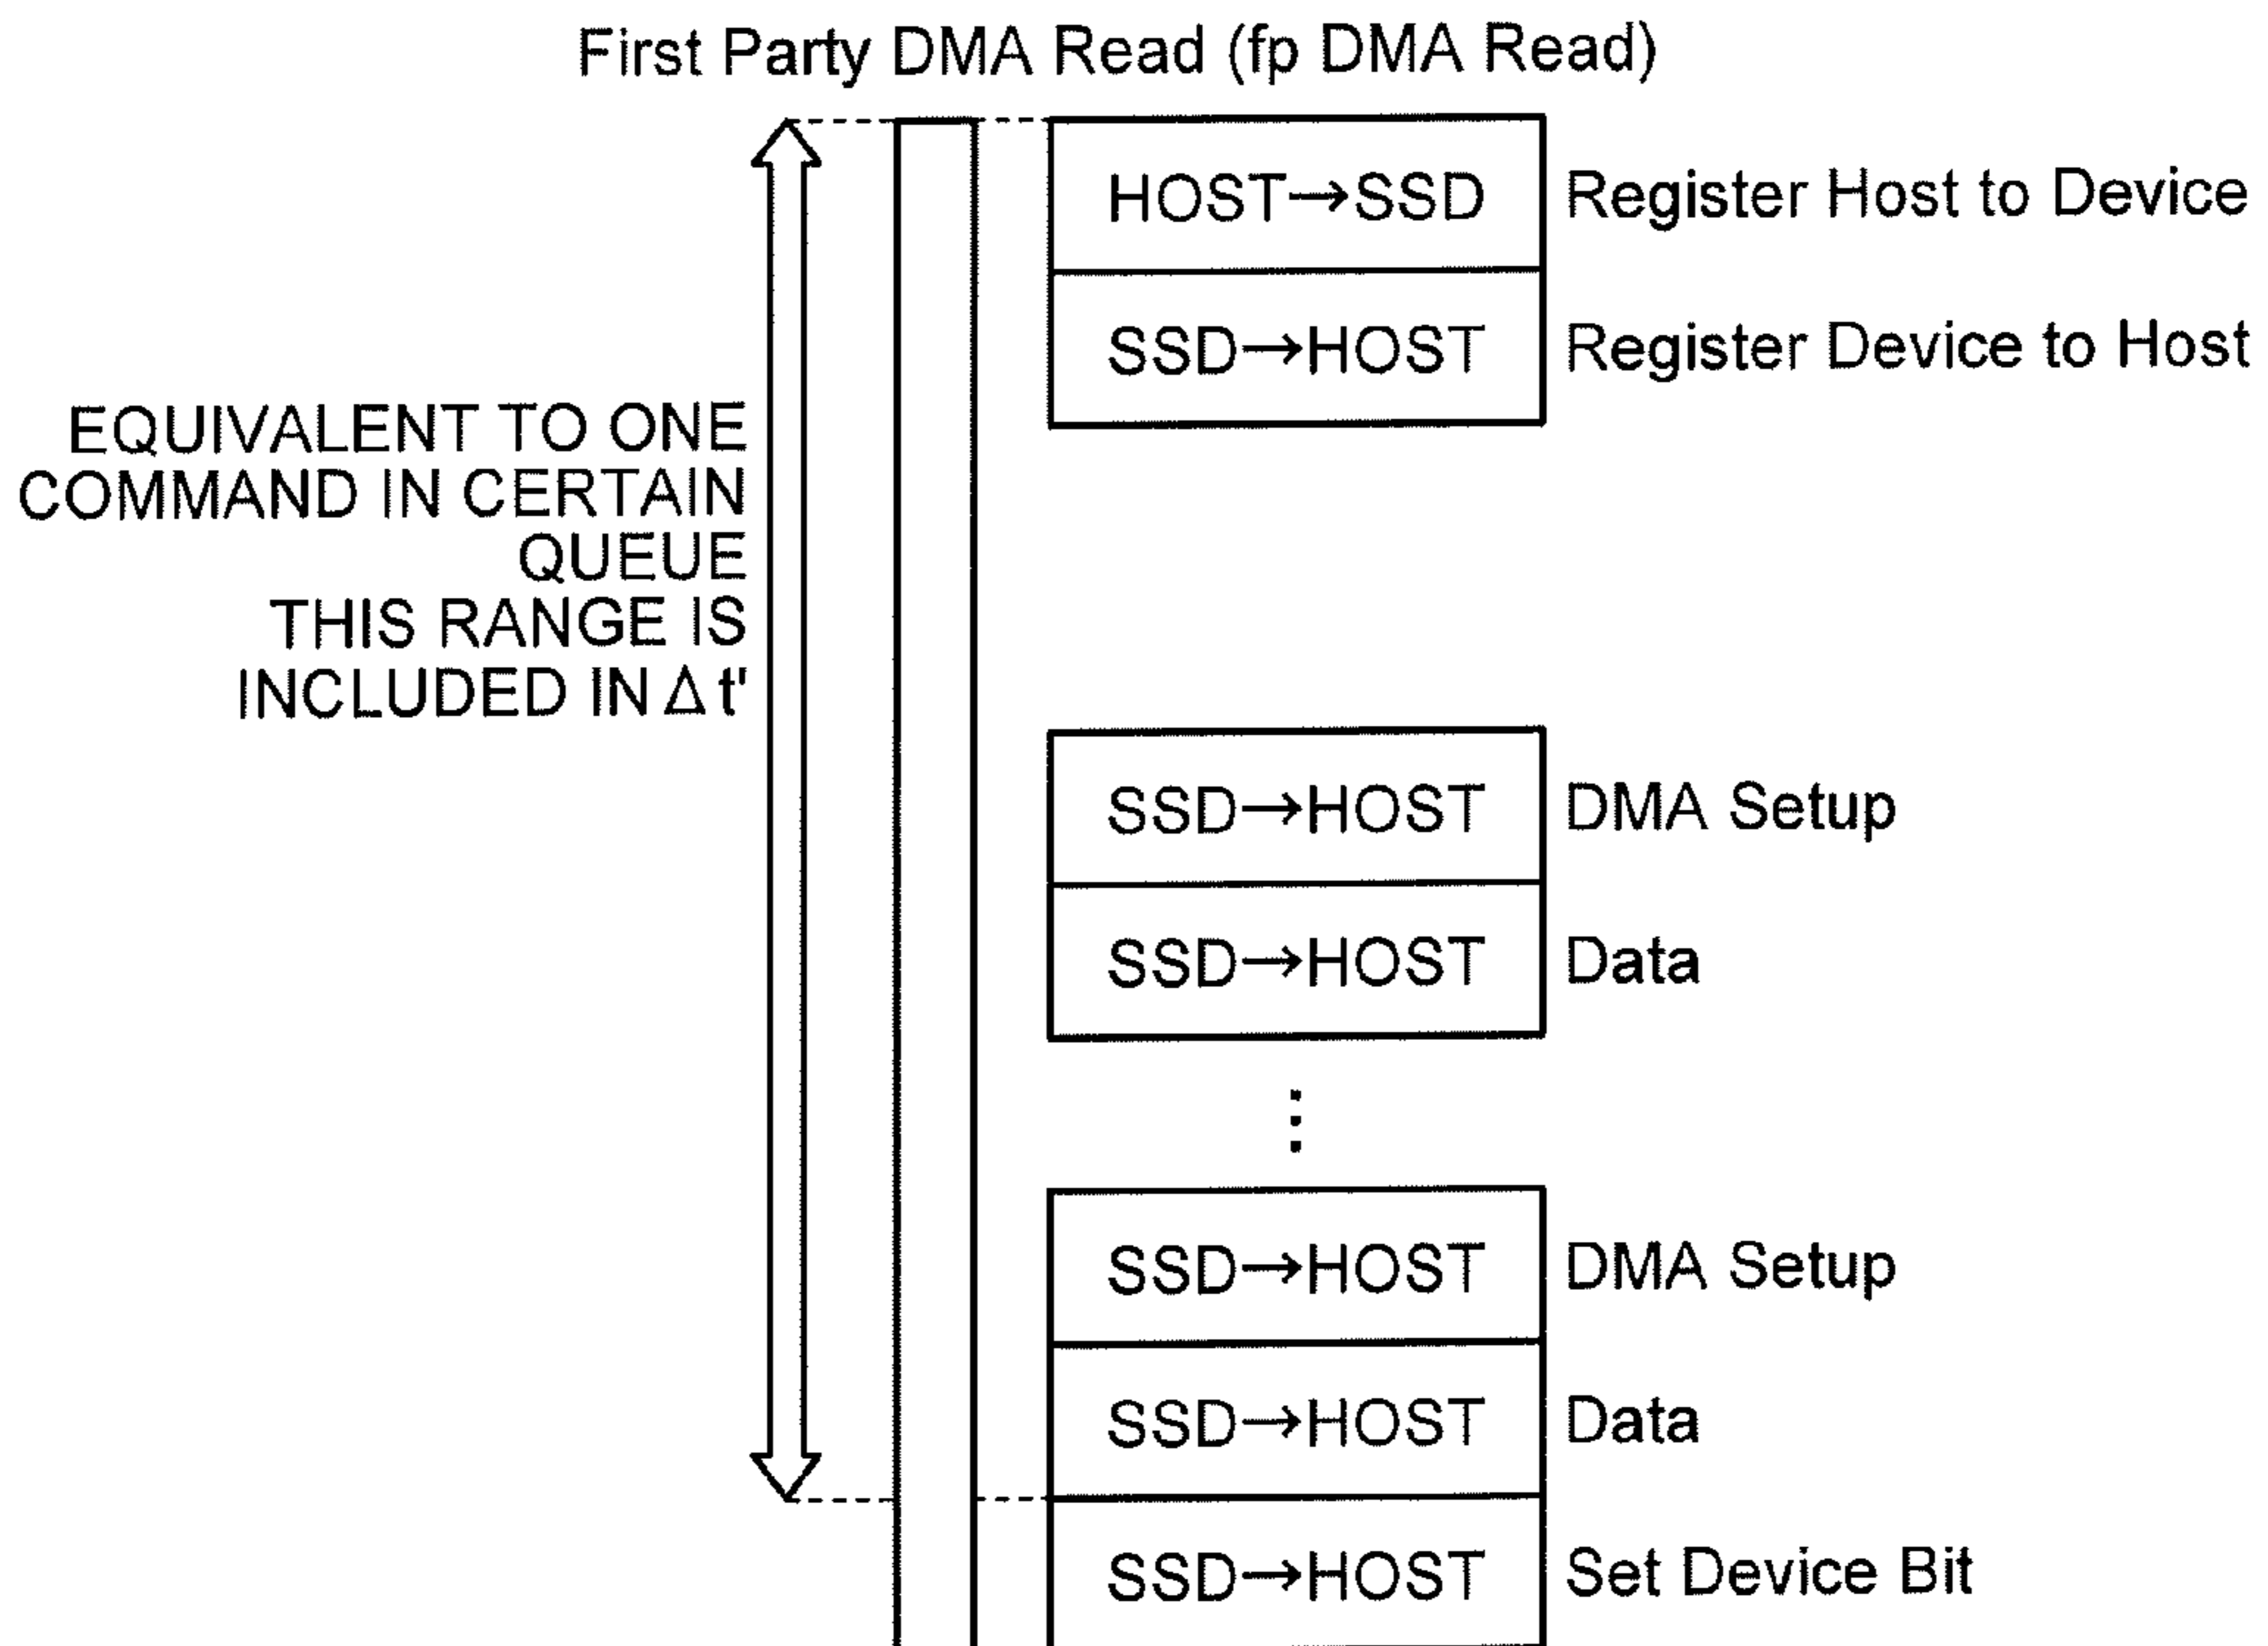 First Party DMA Read (fp DMA Read)
HOST→SSD Register Host to Device
SSD→HOST Register Device to Host
EQUIVALENT TO ONE
COMMAND IN CERTAIN
QUEUE
THIS RANGE IS
INCLUDED IN Δt'
SSD→HOST DMA Setup
SSD→HOST Data
⋮
SSD→HOST DMA Setup
SSD→HOST Data
SSD→HOST Set Device Bit